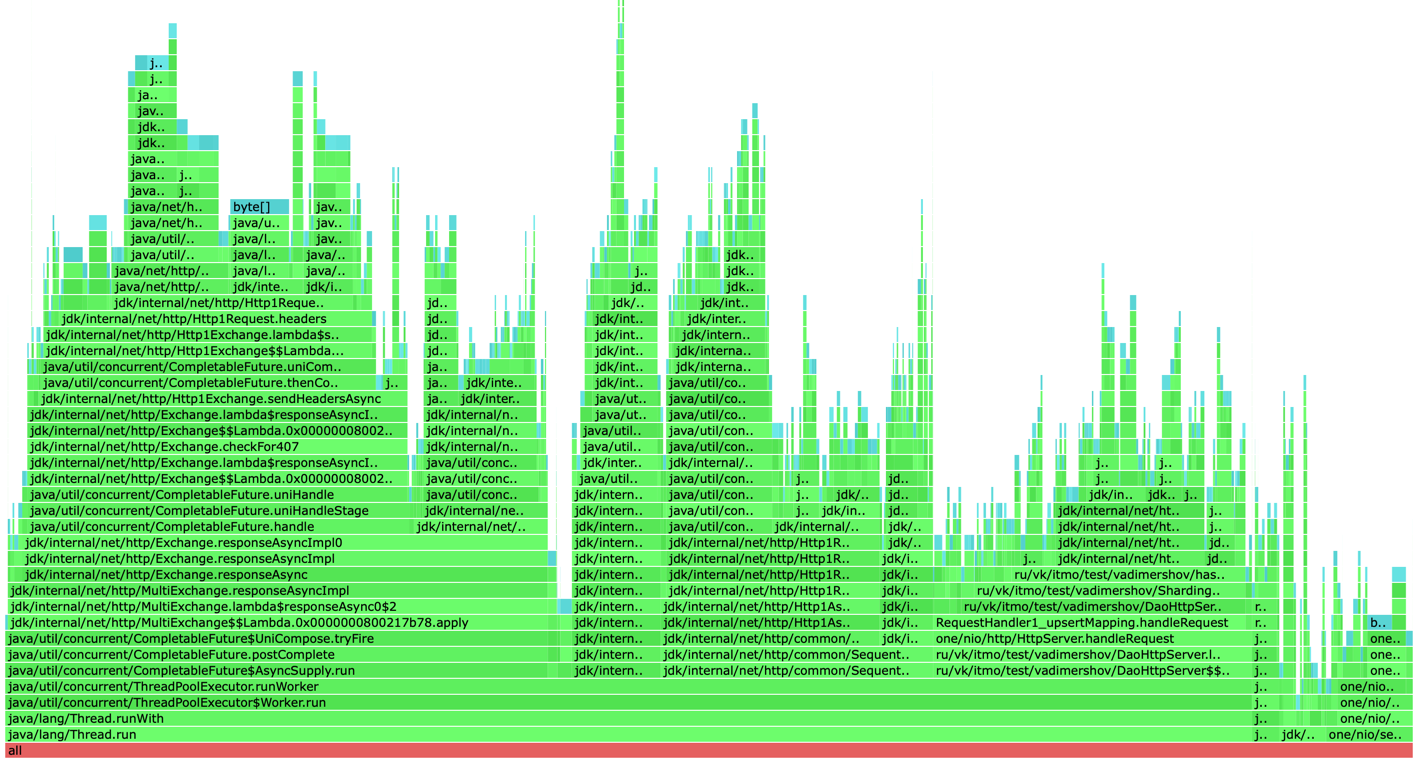 j..
j..
ja..
jav..
jdk..
jdk..
java..
java.. j..
java.. j..
java/net/h.. byte[] jav..
java/net/h.. java/u.. jav..
java/util/.. java/l.. jav..
java/util/.. java/l.. java/.. jdk..
java/net/http/.. java/l.. java/.. j.. jdk..
java/net/http/.. jdk/inte.. jdk/i.. jd.. jdk..
jdk/internal/net/http/Http1Reque.. jd.. jdk/.. jdk/int..
jdk/internal/net/http/Http1Request.headers jd.. jdk/int.. jdk/inter..
jdk/internal/net/http/Http1Exchange.lambda$s.. jd.. jdk/int.. jdk/intern..
jdk/internal/net/http/Http1Exchange$$Lambda... jd.. jdk/int.. jdk/interna..
java/util/concurrent/CompletableFuture.uniCom.. ja.. jdk/int.. jdk/interna..
java/util/concurrent/CompletableFuture.thenCo.. j.. ja.. jdk/inte.. jdk/int.. java/util/co..
jdk/internal/net/http/Http1Exchange.sendHeadersAsync ja.. jdk/inter.. java/ut.. java/util/co..
jdk/internal/net/http/Exchange.lambda$responseAsyncI.. jdk/internal/n.. java/ut.. java/util/co..
jdk/internal/net/http/Exchange$$Lambda.0x00000008002.. jdk/internal/n.. java/util.. java/util/con..
jdk/internal/net/http/Exchange.checkFor407 jdk/internal/n.. java/util.. java/util/con..
jdk/internal/net/http/Exchange.lambda$responseAsyncI.. java/util/conc.. jdk/inter.. jdk/internal/.. j.. j..
jdk/internal/net/http/Exchange$$Lambda.0x00000008002.. java/util/conc.. java/util.. java/util/con.. j.. jd.. j.. j..
java/util/concurrent/CompletableFuture.uniHandle java/util/conc.. jdk/intern.. java/util/con.. j.. jdk/.. jd.. jdk/in.. jdk.. j..
java/util/concurrent/CompletableFuture.uniHandleStage jdk/internal/ne.. jdk/intern.. java/util/con.. j.. jdk/in.. jd.. jdk/internal/net/ht.. j..
java/util/concurrent/CompletableFuture.handle jdk/internal/net/.. jdk/intern.. java/util/con.. jdk/internal/.. jdk/.. jdk/internal/net/ht.. j..
jdk/internal/net/http/Exchange.responseAsyncImpl0 jdk/intern.. jdk/internal/net/http/Http1R.. jdk/.. jdk/internal/net/ht.. jd..
jdk/internal/net/http/Exchange.responseAsyncImpl jdk/intern.. jdk/internal/net/http/Http1R.. jdk/i.. j.. jdk/internal/net/ht.. jd..
jdk/internal/net/http/Exchange.responseAsync jdk/intern.. jdk/internal/net/http/Http1R.. jdk/i.. ru/vk/itmo/test/vadimershov/has..
jdk/internal/net/http/MultiExchange.responseAsyncImpl jdk/intern.. jdk/internal/net/http/Http1R.. jdk/i.. ru/vk/itmo/test/vadimershov/Sharding..
jdk/internal/net/http/MultiExchange.lambda$responseAsync0$2 jdk/intern.. jdk/internal/net/http/Http1As.. jdk/i.. ru/vk/itmo/test/vadimershov/DaoHttpSer.. r..
jdk/internal/net/http/MultiExchange$$Lambda.0x0000000800217b78.apply jdk/intern.. jdk/internal/net/http/Http1As.. jdk/i.. RequestHandler1_upsertMapping.handleRequest r.. b..
java/util/concurrent/CompletableFuture$UniCompose.tryFire jdk/intern.. jdk/internal/net/http/common/.. jdk/i.. one/nio/http/HttpServer.handleRequest j.. one..
java/util/concurrent/CompletableFuture.postComplete jdk/intern.. jdk/internal/net/http/common/Sequent.. ru/vk/itmo/test/vadimershov/DaoHttpServer.l.. j.. one..
java/util/concurrent/CompletableFuture$AsyncSupply.run jdk/intern.. jdk/internal/net/http/common/Sequent.. ru/vk/itmo/test/vadimershov/DaoHttpServer$$.. j.. one..
java/util/concurrent/ThreadPoolExecutor.runWorker j.. one/nio..
java/util/concurrent/ThreadPoolExecutor$Worker.run j.. one/nio/..
java/lang/Thread.runWith j.. one/nio/..
java/lang/Thread.run j.. jdk/.. one/nio/se..
all